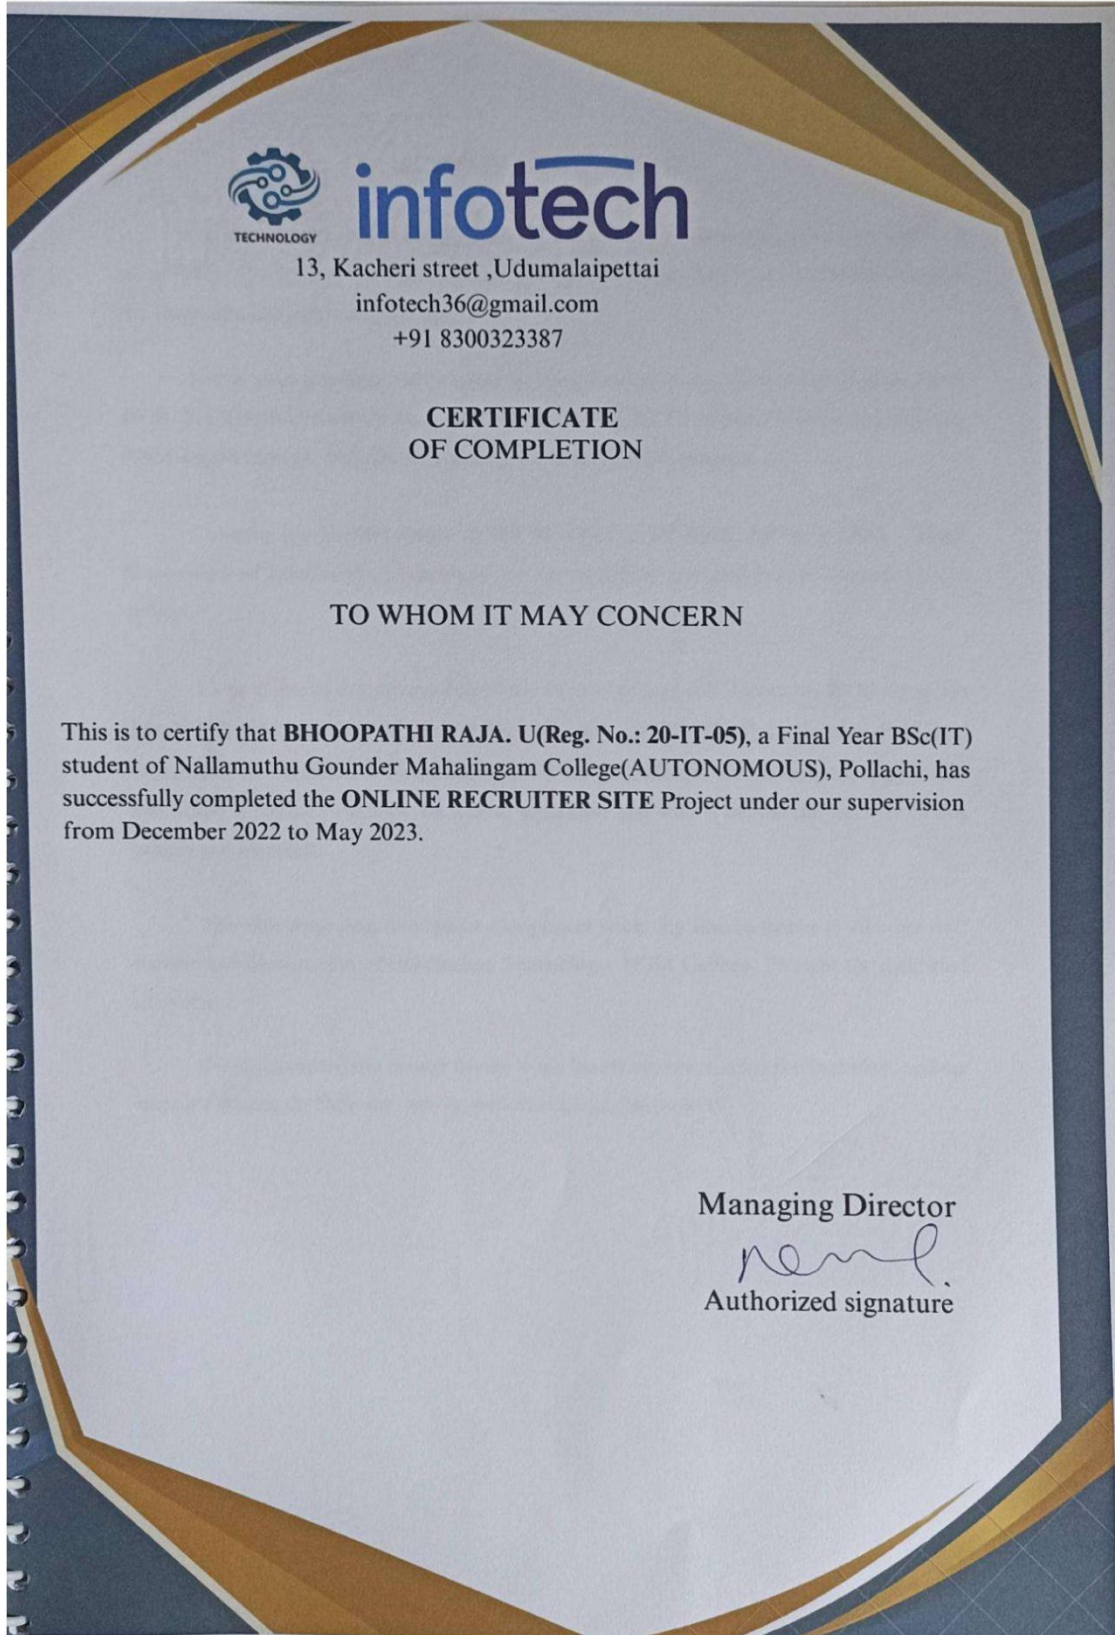 TECHNOLOGY
infotech
13, Kacheri street ,Udumalaipettai
infotech36@gmail.com
+91 8300323387
CERTIFICATE
OF COMPLETION
TO WHOM IT MAY CONCERN
This is to certify that BHOOPATHI RAJA. U(Reg. No.: 20-IT-05), a Final Year BSc(IT)
student of Nallamuthu Gounder Mahalingam College(AUTONOMOUS), Pollachi, has
successfully completed the ONLINE RECRUITER SITE Project under our supervision
from December 2022 to May 2023.
Managing Director
Authorized signature